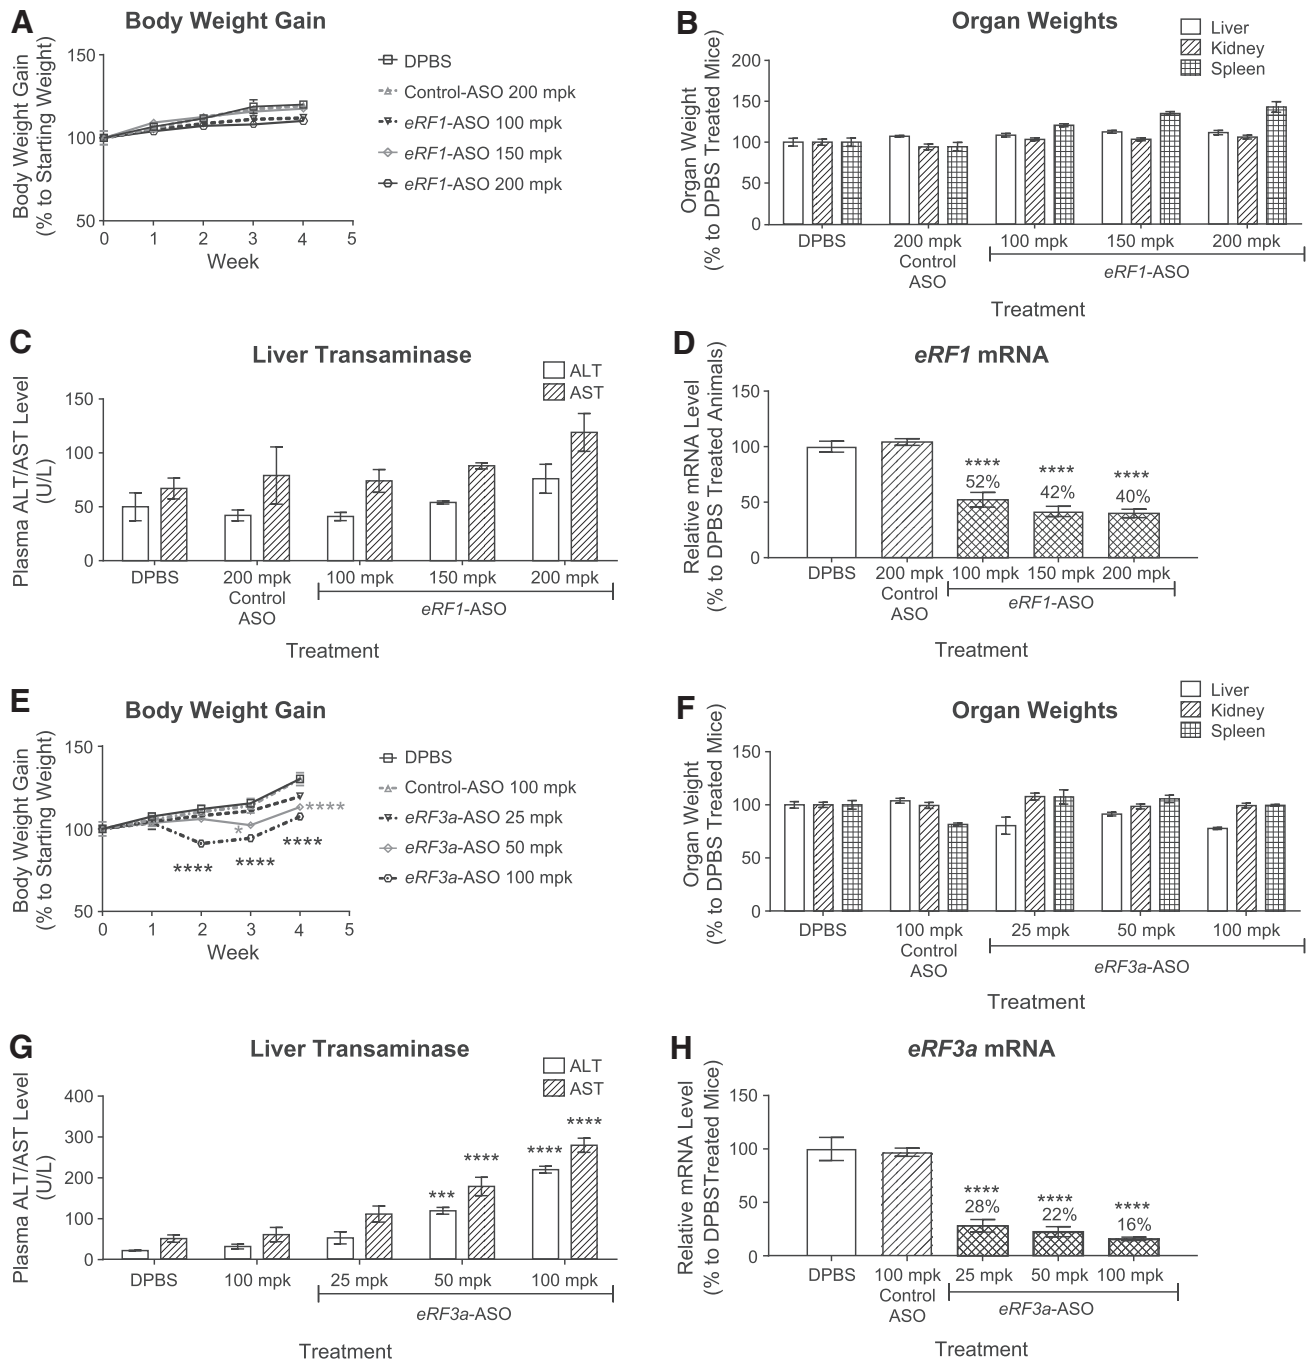 A
Body Weight Gain
Body Weight Gain
(% to Starting Weight)
150
100
50
0 1 2 3 4 5
Week
DPBS
Control-ASO 200 mpk
eRF1-ASO 100 mpk
eRF1-ASO 150 mpk
eRF1-ASO 200 mpk
B
Organ Weights
Liver
Kidney
Spleen
Organ Weight
(% to DPBS Treated Mice)
200
150
100
50
0
DPBS 200 mpk 100 mpk 150 mpk 200 mpk
Control
ASO
eRF1-ASO
Treatment
C
Liver Transaminase
ALT
AST
Plasma ALT/AST Level
(U/L)
150
100
50
0
DPBS 200 mpk 100 mpk 150 mpk 200 mpk
Control
ASO
eRF1-ASO
Treatment
D
eRF1 mRNA
Relative mRNA Level
(% to DPBS Treated Animals)
150
100
50
0
**** **** ****
52% 42% 40%
DPBS 200 mpk 100 mpk 150 mpk 200 mpk
Control
ASO
eRF1-ASO
Treatment
E
Body Weight Gain
Body Weight Gain
(% to Starting Weight)
150
100
50
****
*
**** **** ****
0 1 2 3 4 5
Week
DPBS
Control-ASO 100 mpk
eRF3a-ASO 25 mpk
eRF3a-ASO 50 mpk
eRF3a-ASO 100 mpk
F
Organ Weights
Liver
Kidney
Spleen
Organ Weight
(% to DPBS Treated Mice)
150
100
50
0
DPBS 100 mpk 25 mpk 50 mpk 100 mpk
Control
ASO
eRF3a-ASO
Treatment
G
Liver Transaminase
ALT
AST
Plasma ALT/AST Level
(U/L)
400
300
200
100
0
*** **** **** ****
DPBS 100 mpk 25 mpk 50 mpk 100 mpk
eRF3a-ASO
Treatment
H
eRF3a mRNA
Relative mRNA Level
(% to DPBSTreated Mice)
150
100
50
0
**** **** ****
28% 22% 16%
DPBS 100 mpk 25 mpk 50 mpk 100 mpk
Control
ASO
eRF3a-ASO
Treatment